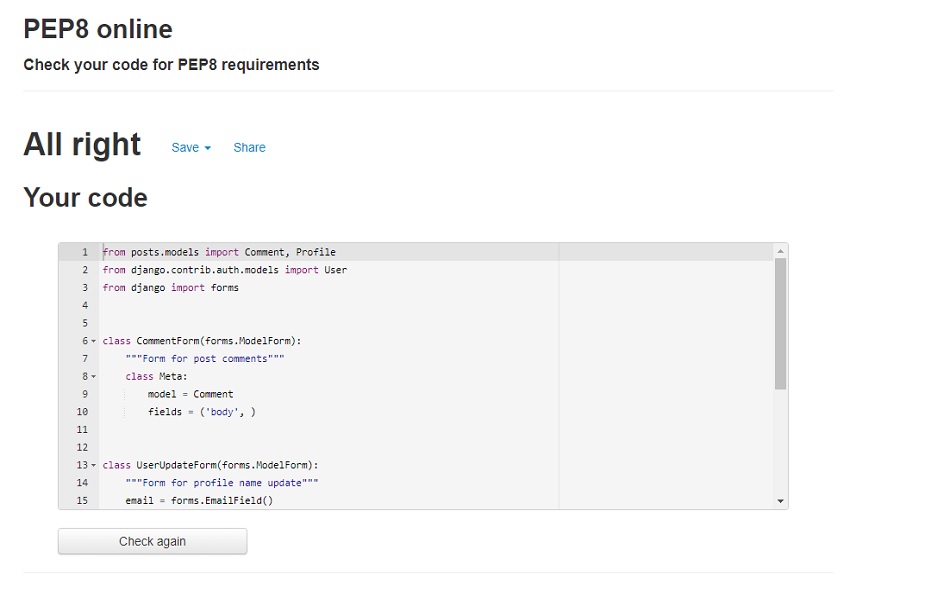 PEP8 online
Check your code for PEP8 requirements
All right Save Share
Your code
1 from posts.models import Comment, Profile
2 from django.contrib.auth.models import User
3 from django import forms
4
5
6 class CommentForm(forms.ModelForm):
7 """Form for post comments"""
8 class Meta:
9 model = Comment
10 fields = ('body', )
11
12
13 class UserUpdateForm(forms.ModelForm):
14 """Form for profile name update"""
15 email = forms.EmailField()
Check again